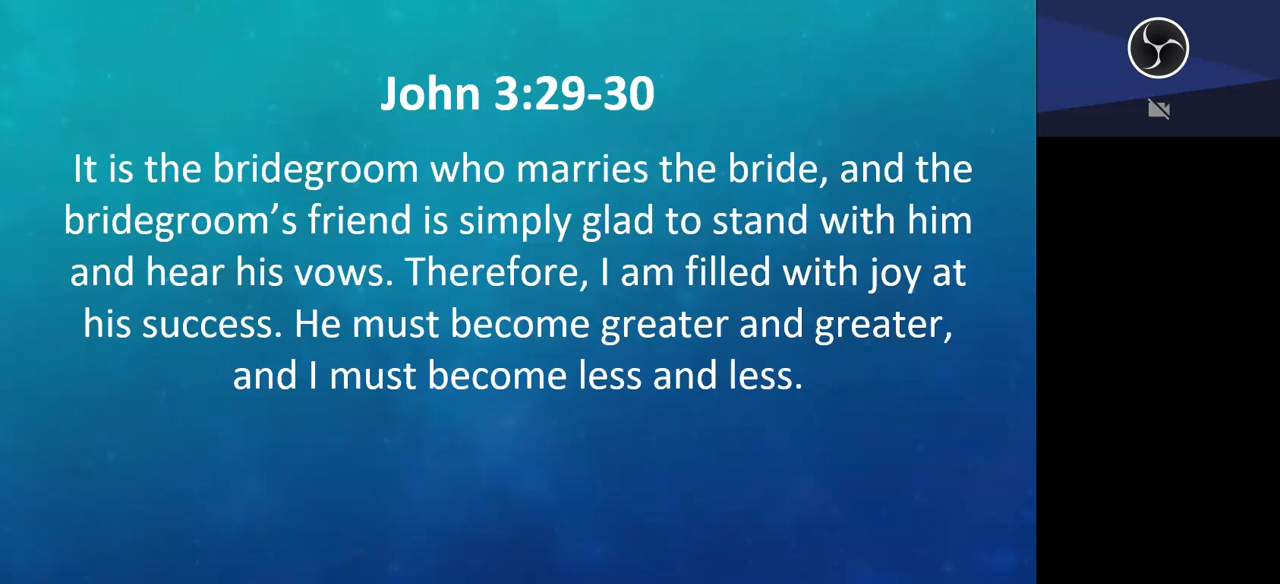 John 3:29-30
It is the bridegroom who marries the bride, and the
bridegroom’s friend is simply glad to stand with him
and hear his vows. Therefore, I am filled with joy at
his success. He must become greater and greater,
and I must become less and less.